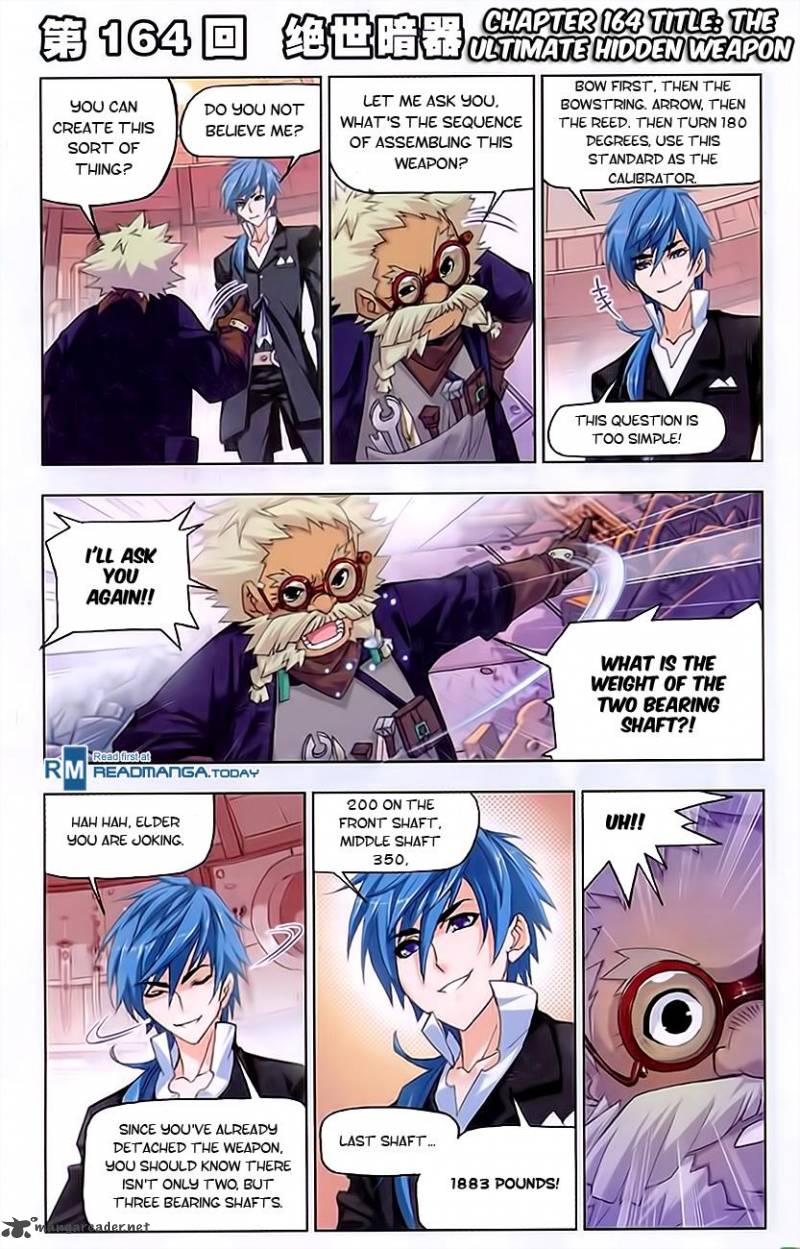 第164回 绝世暗器
CHAPTER 164 TITLE: THE
ULTIMATE HIDDEN WEAPON
YOU CAN
CREATE THIS
SORT OF
THING?
DO YOU NOT
BELIEVE ME?
LET ME ASK YOU,
WHAT'S THE SEQUENCE
OF ASSEMBLING THIS
WEAPON?
BOW FIRST, THEN THE
BOWSTRING. ARROW, THEN
THE REED. THEN TURN 180
DEGREES, USE THIS
STANDARD AS THE
CALIBRATOR.
THIS QUESTION IS
TOO SIMPLE!
I'LL ASK
YOU
AGAIN!!
WHAT IS THE
WEIGHT OF THE
TWO BEARING
SHAFT?!
RM
Read first at
READMANGA.TODAY
HAH HAH, ELDER
YOU ARE JOKING.
SINCE YOU'VE ALREADY
DETACHED THE WEAPON,
YOU SHOULD KNOW THERE
ISN'T ONLY TWO, BUT
THREE BEARING SHAFTS.
200 ON THE
FRONT SHAFT,
MIDDLE SHAFT
350,
LAST SHAFT...
1883 POUNDS!
UH!!
mangareader.net